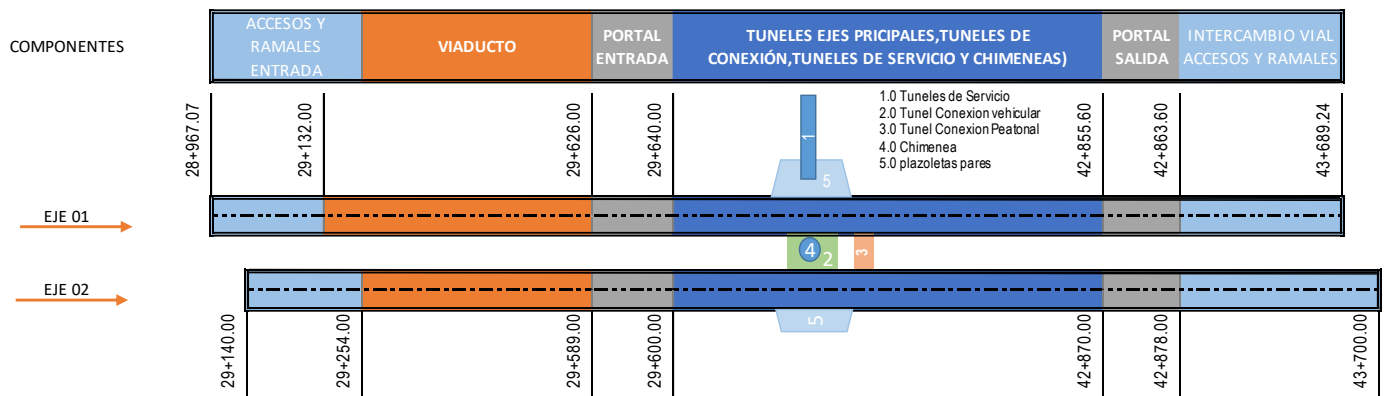 COMPONENTES
ACCESOS Y
RAMALES
ENTRADA
VIADUCTO
PORTAL
ENTRADA
TUNELES EJES PRICIPALES,TUNELES DE
CONEXIÓN,TUNELES DE SERVICIO Y CHIMENEAS)
PORTAL
SALIDA
INTERCAMBIO VIAL
ACCESOS Y RAMALES
28+967.07
29+132.00
29+626.00
29+640.00
1
5
1.0 Tuneles de Servicio
2.0 Tunel Conexion vehicular
3.0 Tunel Conexion Peatonal
4.0 Chimenea
5.0 plazoletas pares
42+855.60
42+863.60
43+689.24
EJE 01
4
2
3
EJE 02
5
29+140.00
29+254.00
29+589.00
29+600.00
42+870.00
42+878.00
43+700.00